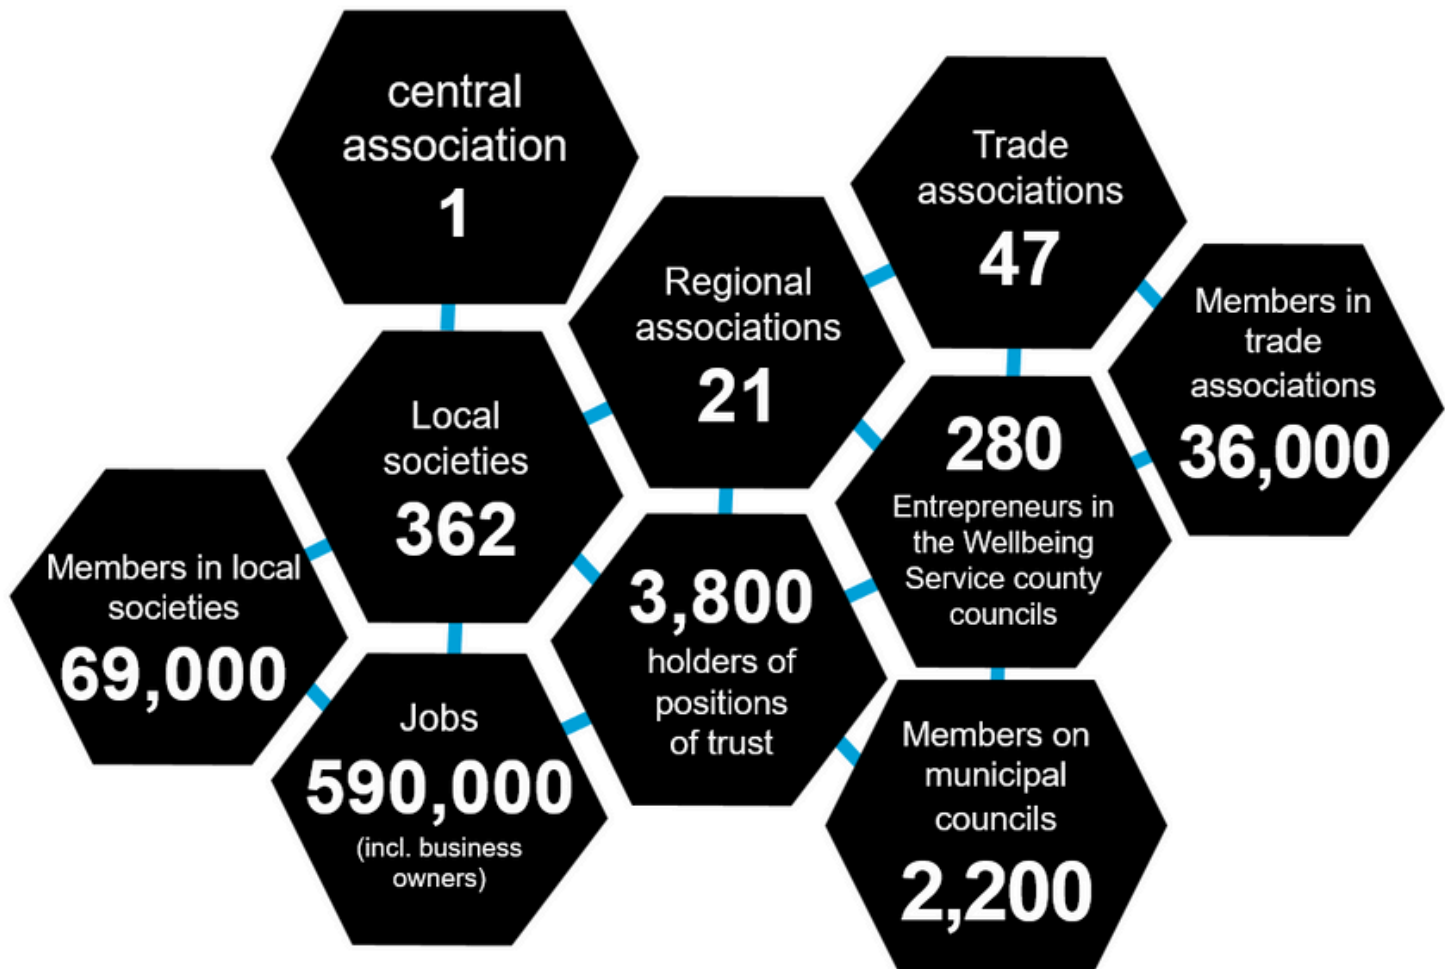 central
association
1
Trade
associations
47
Regional
associations
21
Members in
trade
associations
36,000
Local
societies
362
280
Entrepreneurs in
the Wellbeing
Service county
councils
Members in local
societies
69,000
3,800
holders of
positions
of trust
Jobs
590,000
(incl. business
owners)
Members on
municipal
councils
2,200